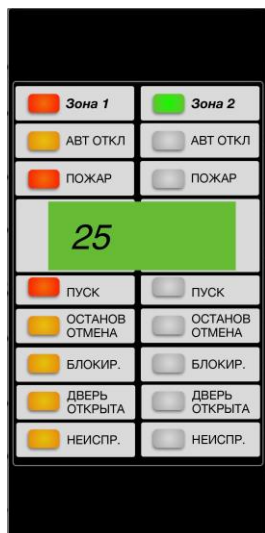 Зона 1 Зона 2
АВТ ОТКЛ АВТ ОТКЛ
ПОЖАР ПОЖАР
25
ПУСК ПУСК
ОСТАНОВ ОСТАНОВ
ОТМЕНА ОТМЕНА
БЛОКИР. БЛОКИР.
ДВЕРЬ ДВЕРЬ
ОТКРЫТА ОТКРЫТА
НЕИСПР. НЕИСПР.